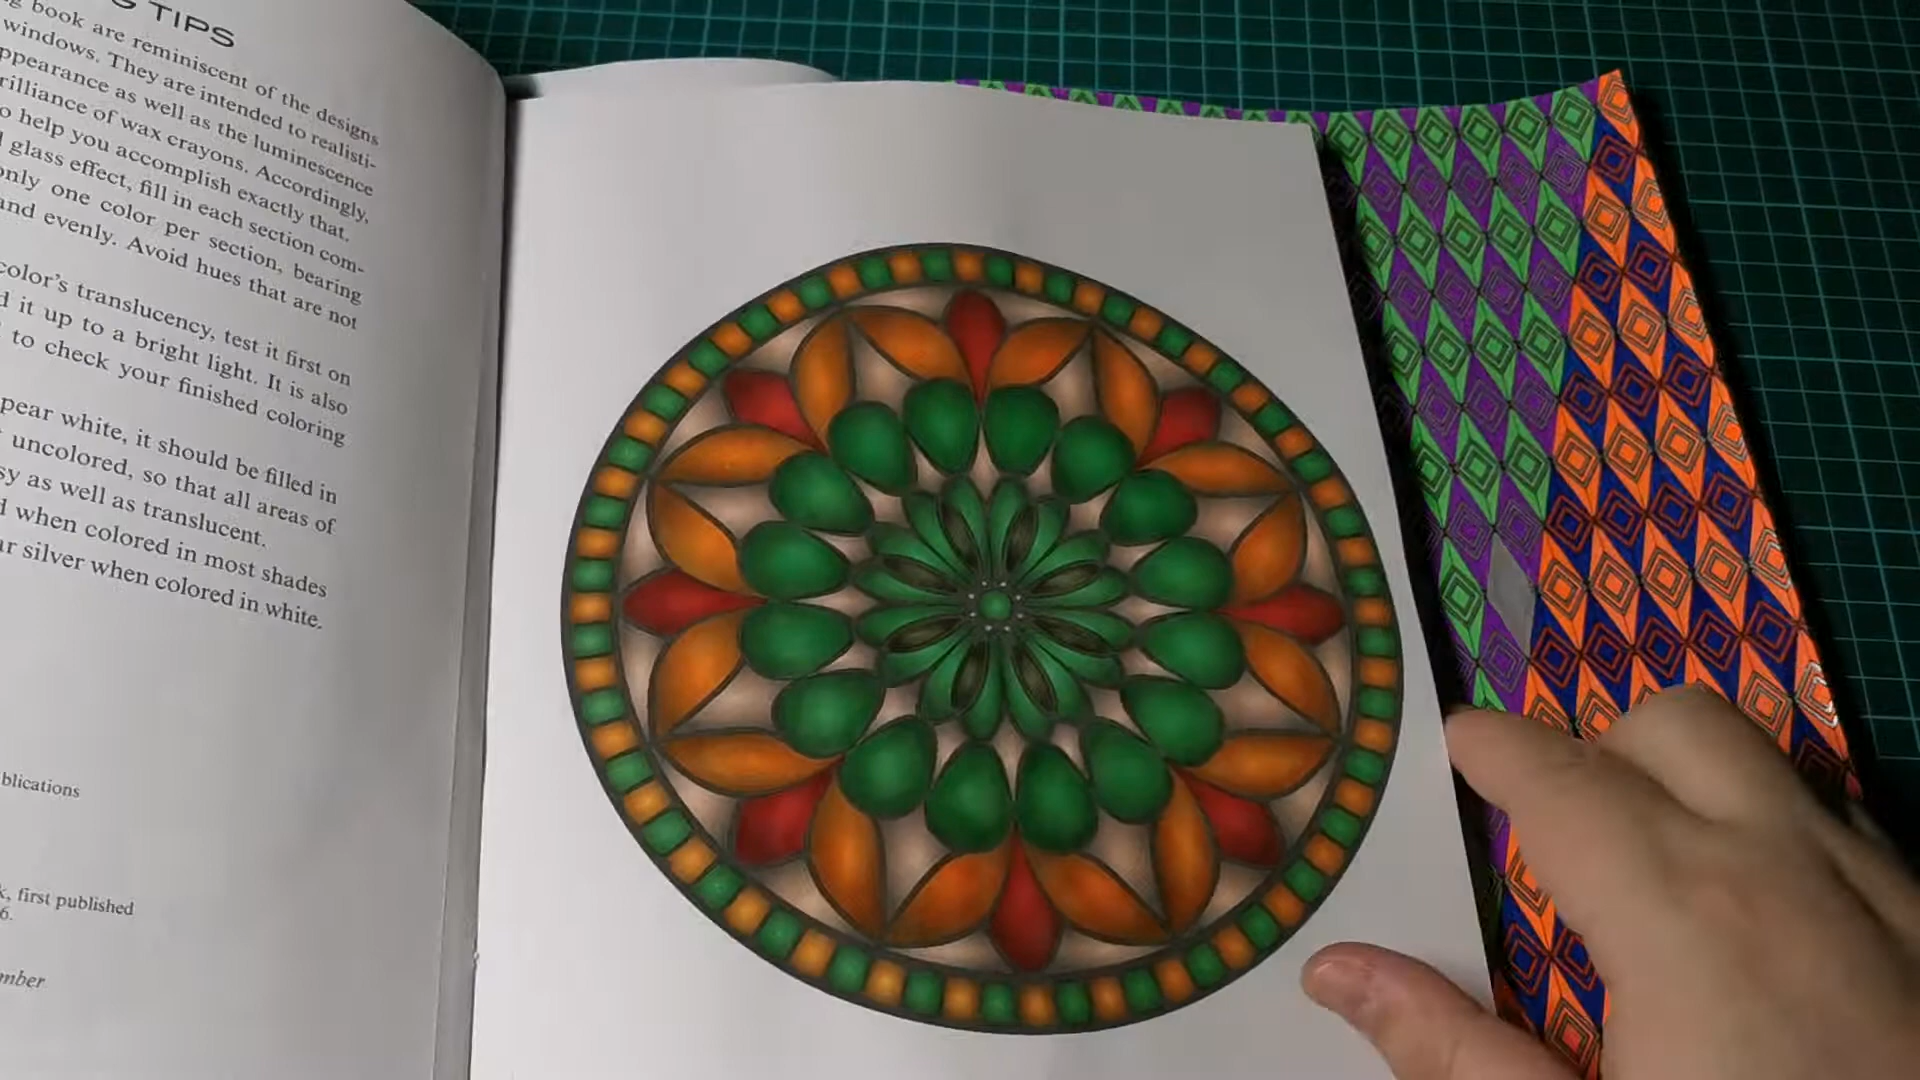 TIPS
book are reminiscent of the designs
windows. They are intended to realisti-
ppearance as well as the luminescence
rilliance of wax crayons. Accordingly,
o help you accomplish exactly that.
glass effect, fill in each section com-
only one color per section, bearing
and evenly. Avoid hues that are not
color's translucency, test it first on
d it up to a bright light. It is also
to check your finished coloring
pear white, it should be filled in
uncolored, so that all areas of
sy as well as translucent.
d when colored in most shades
ar silver when colored in white.
blications
k, first published
6.
mber